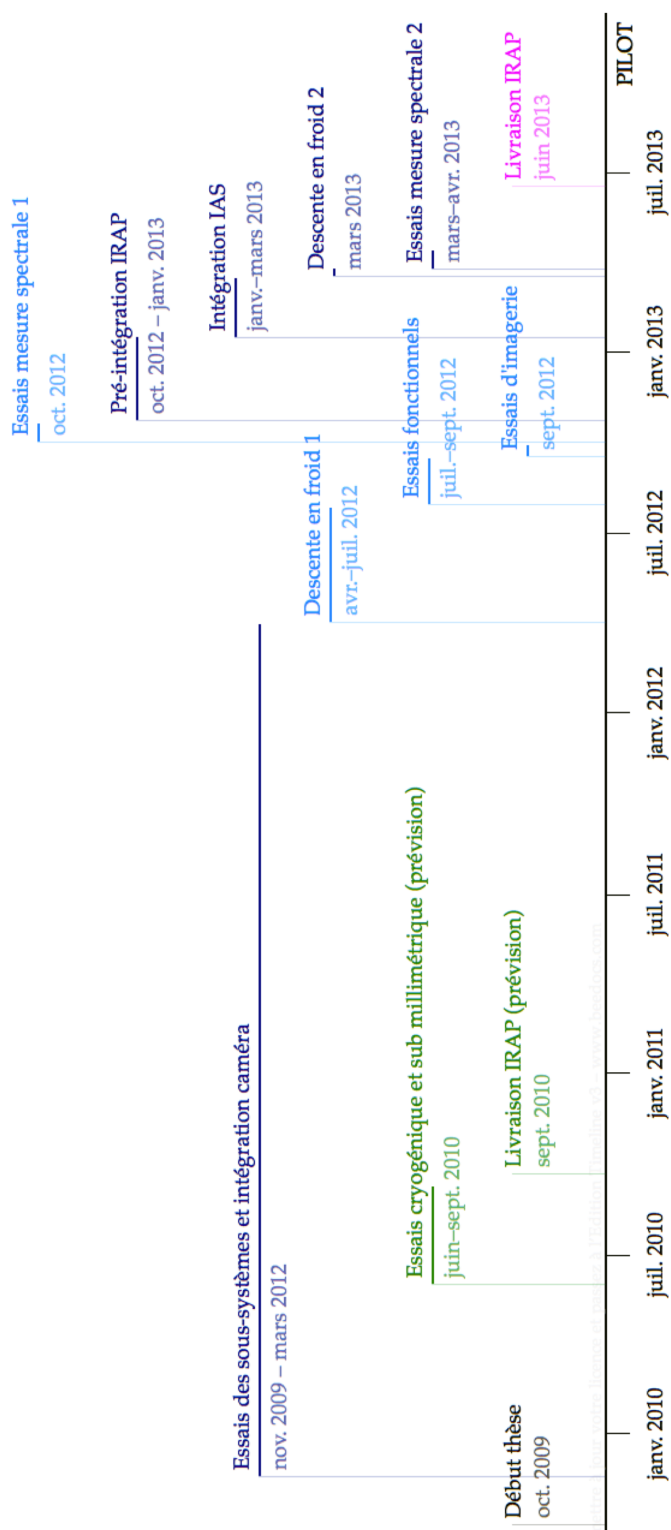 Essais mesure spectrale 1
oct. 2012
Pré-intégration IRAP
oct. 2012 – janv. 2013
Intégration IAS
janv.–mars 2013
Essais des sous-systèmes et intégration caméra
nov. 2009 – mars 2012
Descente en froid 1
avr.–juil. 2012
Descente en froid 2
mars 2013
Essais cryogénique et sub millimétrique (prévision)
juin–sept. 2010
Essais fonctionnels
juil.–sept. 2012
Essais mesure spectrale 2
mars–avr. 2013
Début thèse
oct. 2009
Livraison IRAP (prévision)
sept. 2010
Essais d'imagerie
sept. 2012
Livraison IRAP
juin 2013
PILOT
janv. 2010
juil. 2010
janv. 2011
juil. 2011
janv. 2012
juil. 2012
janv. 2013
juil. 2013